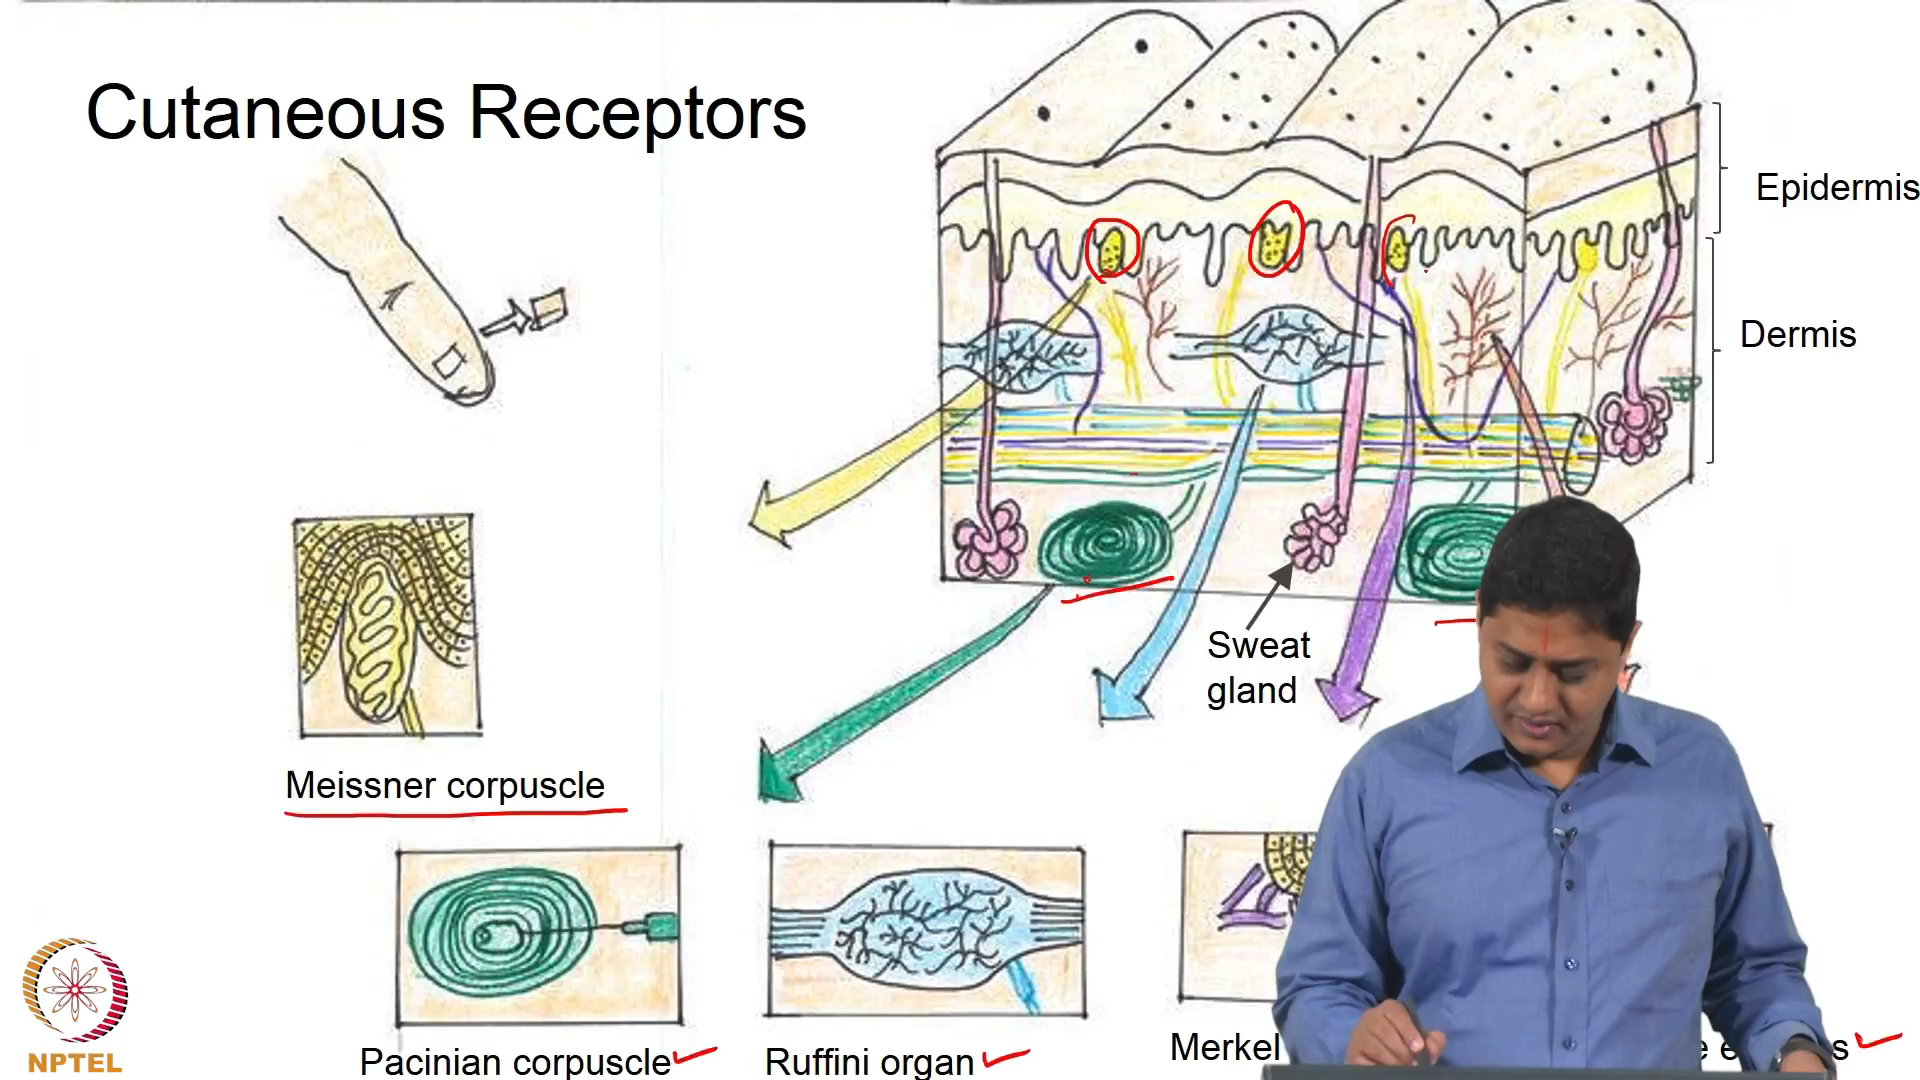 Cutaneous Receptors
Epidermis
Dermis
Sweat
gland
Meissner corpuscle
Pacinian corpuscle
Ruffini organ
Merkel
NPTEL